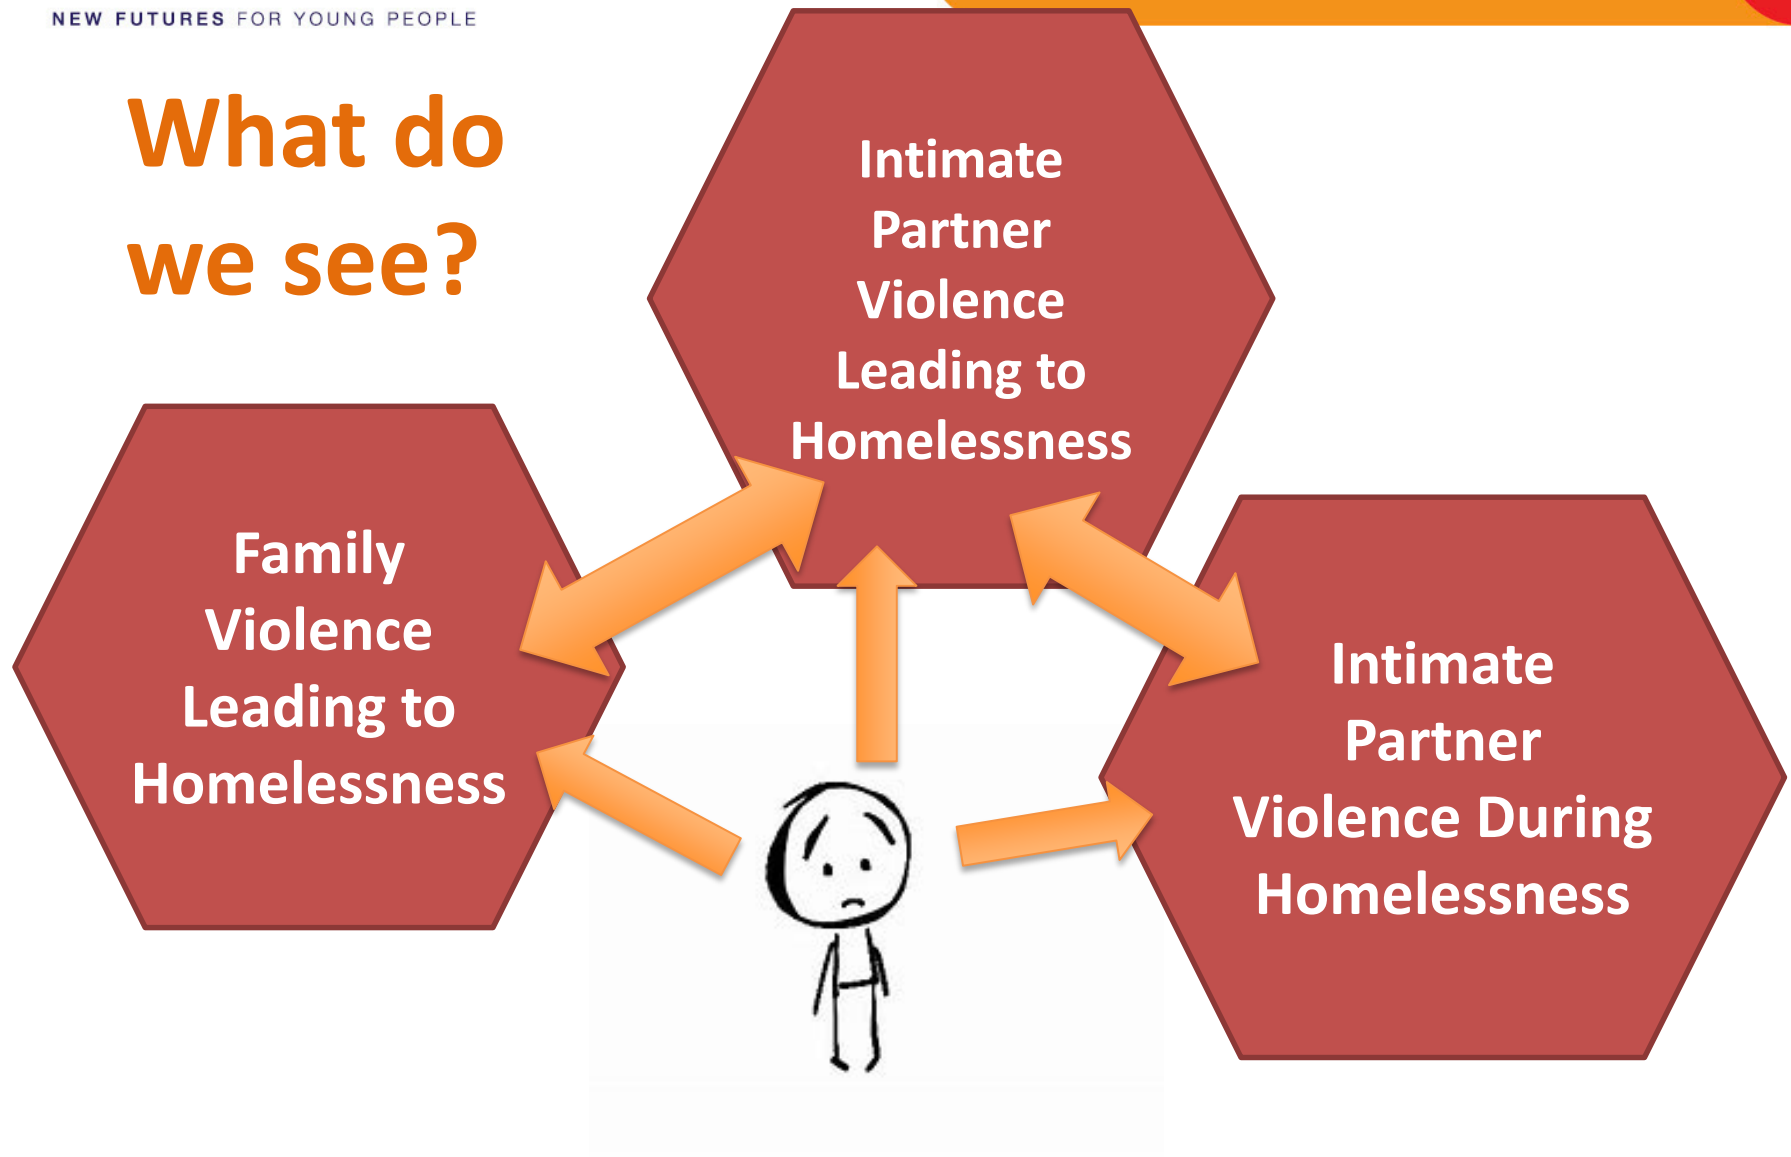 NEW FUTURES FOR YOUNG PEOPLE
What do
we see?
Intimate
Partner
Violence
Leading to
Homelessness
Family
Violence
Leading to
Homelessness
Intimate
Partner
Violence During
Homelessness